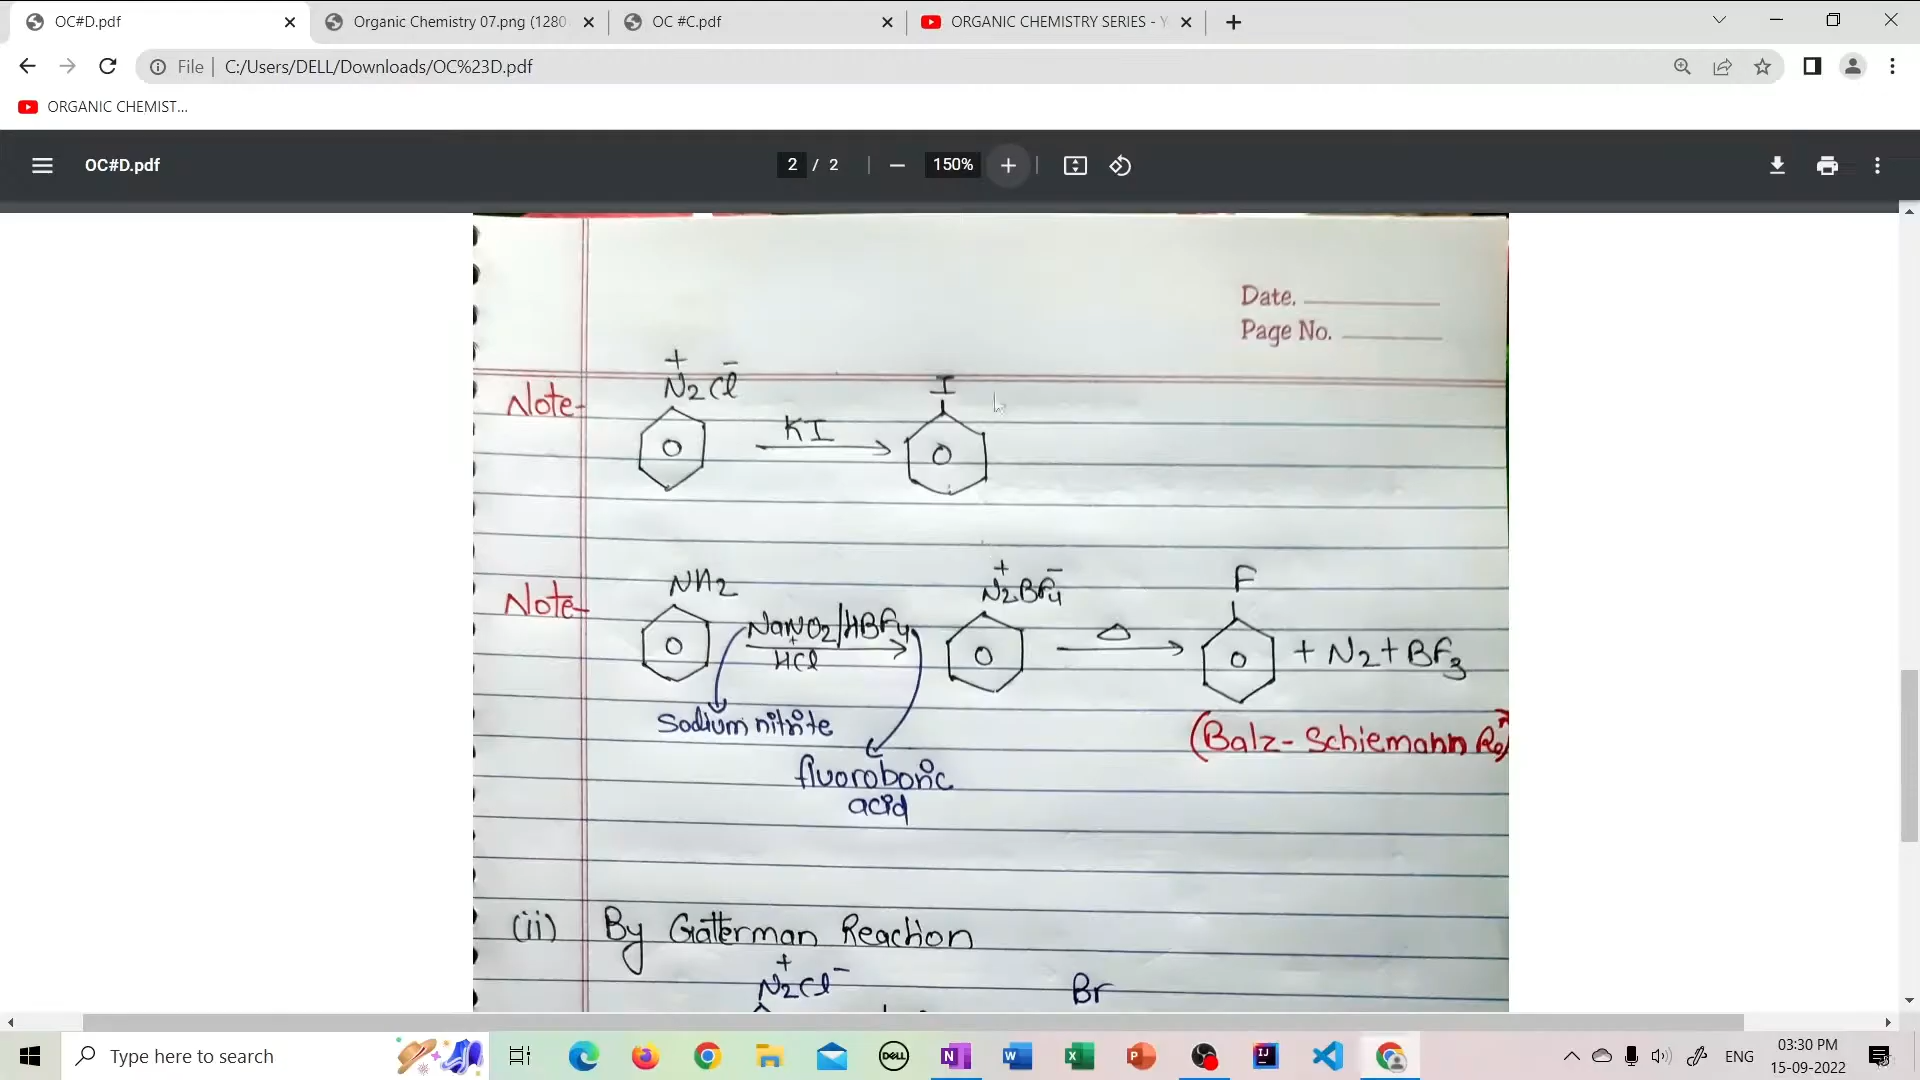 OC#D.pdf
Organic Chemistry 07.png (1280
OC #C.pdf
ORGANIC CHEMISTRY SERIES - Y
File | C:/Users/DELL/Downloads/OC%23D.pdf
ORGANIC CHEMIST...
OC#D.pdf
2 / 2
150%
Date.
Page No.
Note-
+ -
N2Cl
KI
I
Note-
NH2
NaNO2/HBF4
+
HCl
+ -
N2BF4
△
F
+ N2 + BF3
Sodium nitrite
fluoroboric
acid
(Balz-Schiemann Ren)
(ii) By Gatterman Reaction
+ -
N2Cl
Br
Type here to search
DELL
ENG
03:30 PM
15-09-2022